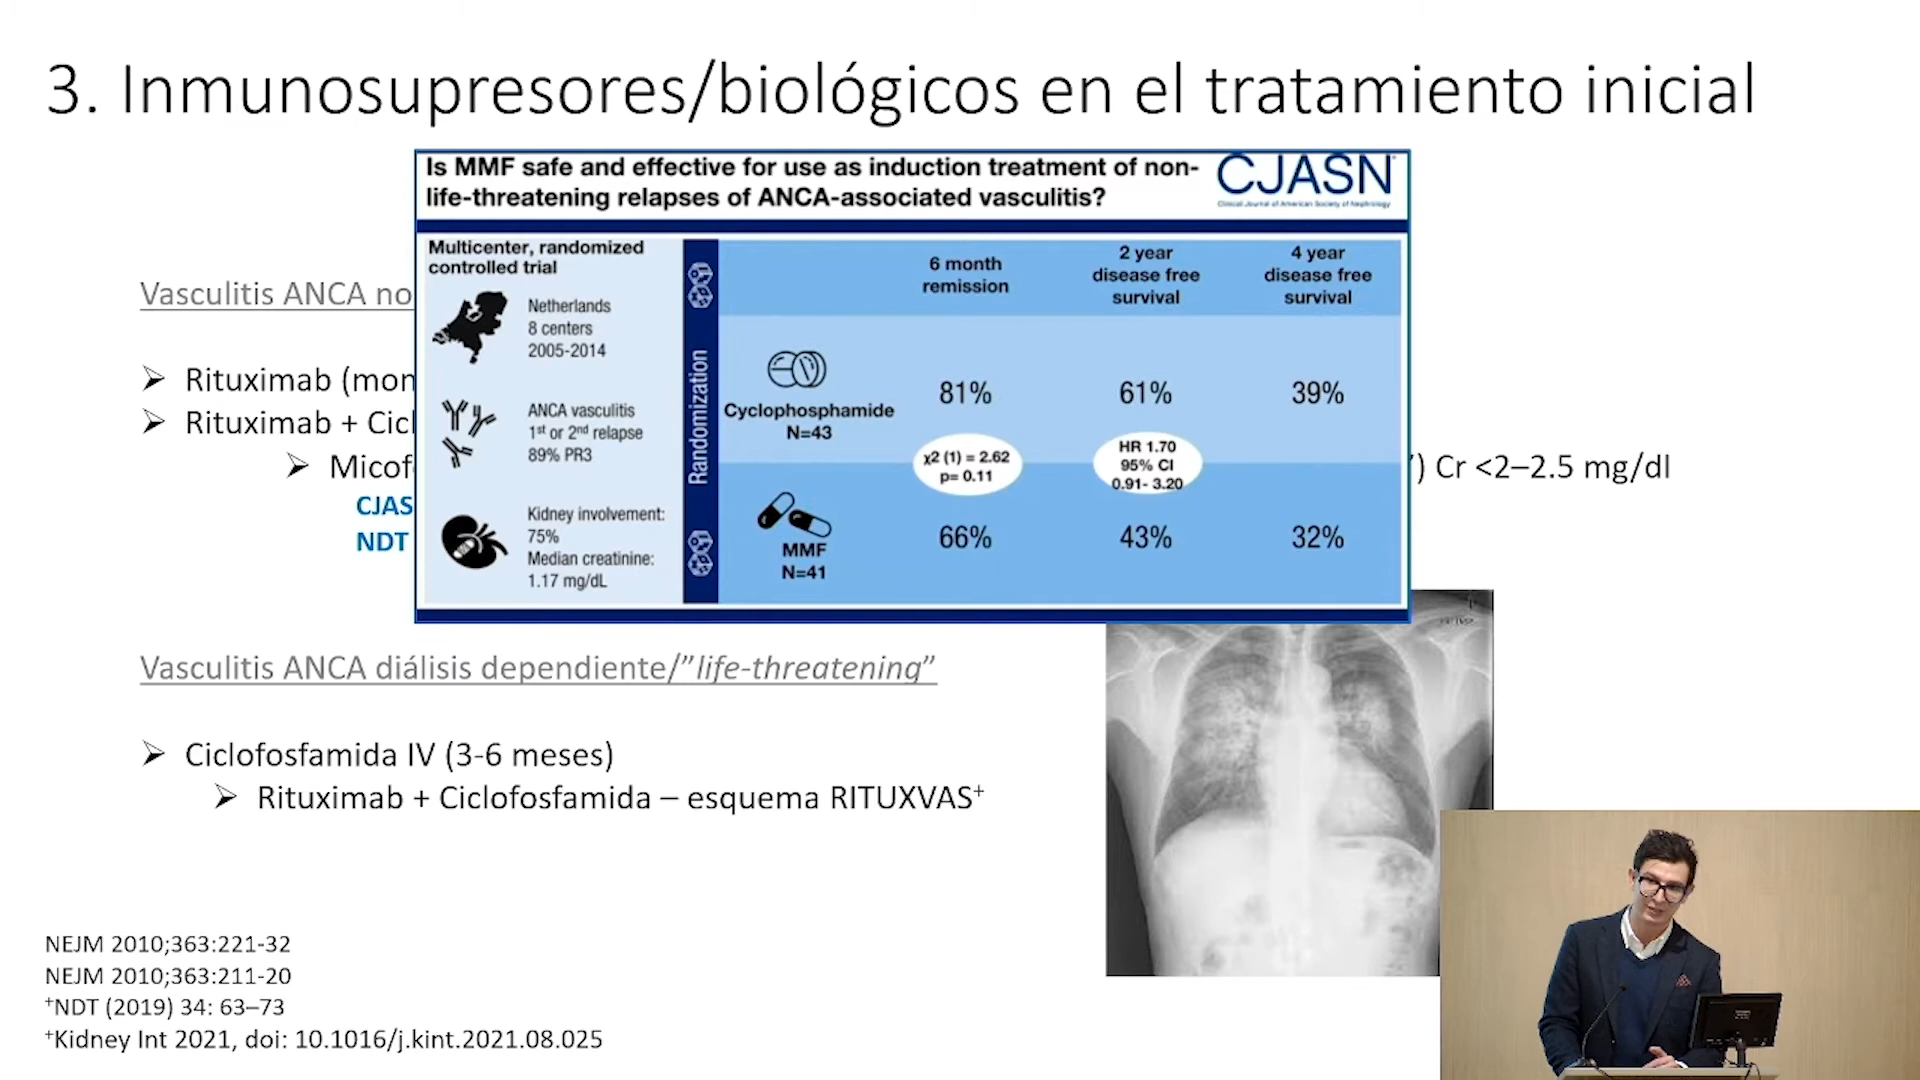 3. Inmunosupresores/biológicos en el tratamiento inicial
Is MMF safe and effective for use as induction treatment of non-
life-threatening relapses of ANCA-associated vasculitis?
CJASN
Clinical Journal of American Society of Nephrology
Multicenter, randomized
controlled trial
Netherlands
8 centers
2005-2014
ANCA vasculitis
1st or 2nd relapse
89% PR3
Kidney involvement:
75%
Median creatinine:
1.17 mg/dL
Randomization
6 month
remission
2 year
disease free
survival
4 year
disease free
survival
Cyclophosphamide
N=43
81%
61%
39%
χ2 (1) = 2.62
p= 0.11
HR 1.70
95% CI
0.91- 3.20
MMF
N=41
66%
43%
32%
Vasculitis ANCA no
➢ Rituximab (mon
➢ Rituximab + Cicl
➢ Micof
) Cr <2–2.5 mg/dl
CJAS
NDT
Vasculitis ANCA diálisis dependiente/”life-threatening”
➢ Ciclofosfamida IV (3-6 meses)
➢ Rituximab + Ciclofosfamida – esquema RITUXVAS+
NEJM 2010;363:221-32
NEJM 2010;363:211-20
+NDT (2019) 34: 63–73
+Kidney Int 2021, doi: 10.1016/j.kint.2021.08.025